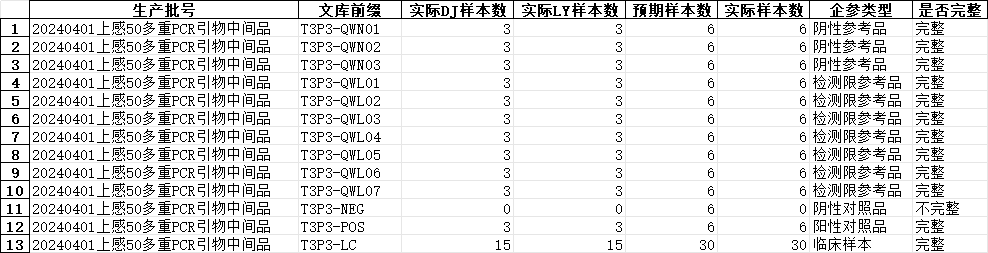 生产批号 文库前缀 实际DJ样本数 实际LY样本数 预期样本数 实际样本数 企参类型 是否完整
1 20240401上感50多重PCR引物中间品 T3P3-QWN01 3 3 6 6 阴性参考品 完整
2 20240401上感50多重PCR引物中间品 T3P3-QWN02 3 3 6 6 阴性参考品 完整
3 20240401上感50多重PCR引物中间品 T3P3-QWN03 3 3 6 6 阴性参考品 完整
4 20240401上感50多重PCR引物中间品 T3P3-QWL01 3 3 6 6 检测限参考品 完整
5 20240401上感50多重PCR引物中间品 T3P3-QWL02 3 3 6 6 检测限参考品 完整
6 20240401上感50多重PCR引物中间品 T3P3-QWL03 3 3 6 6 检测限参考品 完整
7 20240401上感50多重PCR引物中间品 T3P3-QWL04 3 3 6 6 检测限参考品 完整
8 20240401上感50多重PCR引物中间品 T3P3-QWL05 3 3 6 6 检测限参考品 完整
9 20240401上感50多重PCR引物中间品 T3P3-QWL06 3 3 6 6 检测限参考品 完整
10 20240401上感50多重PCR引物中间品 T3P3-QWL07 3 3 6 6 检测限参考品 完整
11 20240401上感50多重PCR引物中间品 T3P3-NEG 0 0 6 0 阴性对照品 不完整
12 20240401上感50多重PCR引物中间品 T3P3-POS 3 3 6 6 阳性对照品 完整
13 20240401上感50多重PCR引物中间品 T3P3-LC 15 15 30 30 临床样本 完整